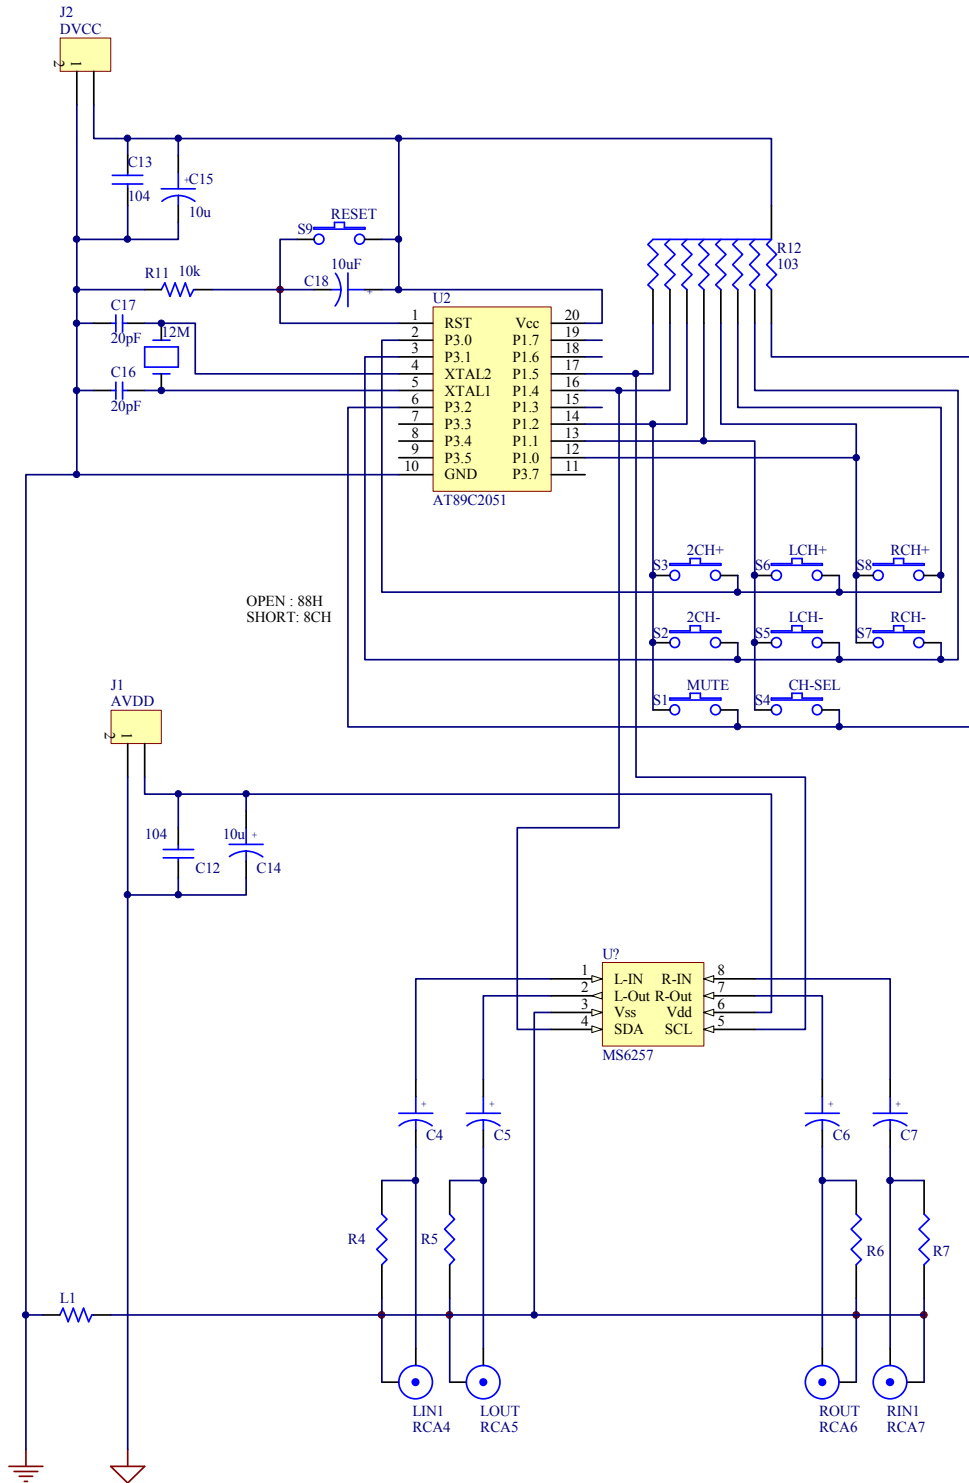 J2
DVCC
2 1
C13
104
+ C15
10u
RESET
S9
R12
103
R11 10k
10uF
C18 +
U2
C17
20pF
12M
C16
20pF
1 RST Vcc 20
2 P3.0 P1.7 19
3 P3.1 P1.6 18
4 XTAL2 P1.5 17
5 XTAL1 P1.4 16
6 P3.2 P1.3 15
7 P3.3 P1.2 14
8 P3.4 P1.1 13
9 P3.5 P1.0 12
10 GND P3.7 11
AT89C2051
2CH+ LCH+ RCH+
S3 S6 S8
OPEN : 88H
SHORT: 8CH
2CH- LCH- RCH-
S2 S5 S7
MUTE CH-SEL
S1 S4
J1
AVDD
2 1
104
C12
10u +
C14
U?
1 L-IN R-IN 8
2 L-Out R-Out 7
3 Vss Vdd 6
4 SDA SCL 5
MS6257
+ + + +
C4 C5 C6 C7
R4 R5 R6 R7
L1
LIN1
RCA4
LOUT
RCA5
ROUT
RCA6
RIN1
RCA7